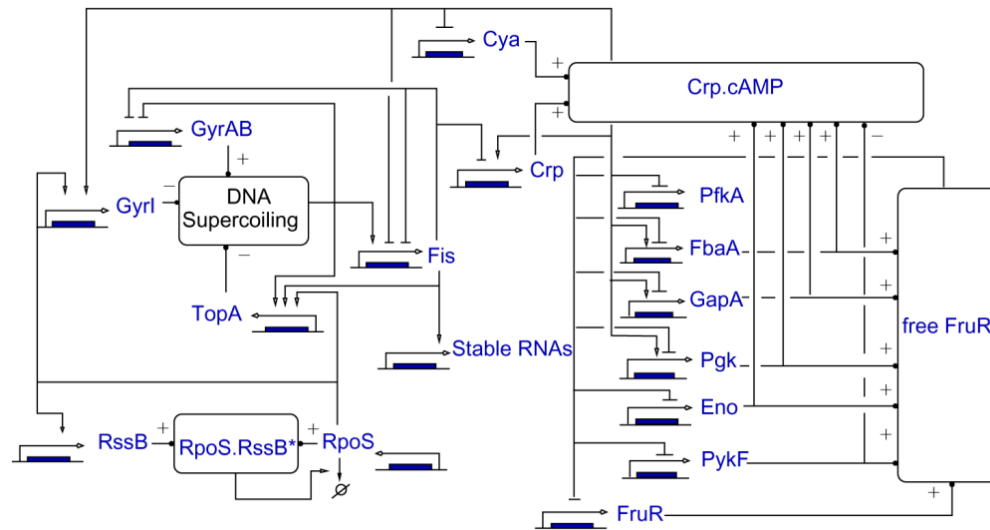 Cya
Crp.cAMP
+
+
+ + + + −
GyrAB
+
Crp
DNA
Supercoiling
−
GyrI
−
PfkA
Fis
FbaA
+
TopA
GapA
+
free FruR
Stable RNAs
Pgk
+
Eno
+
RssB
+
RpoS.RssB*
+
RpoS
PykF
+
FruR
+